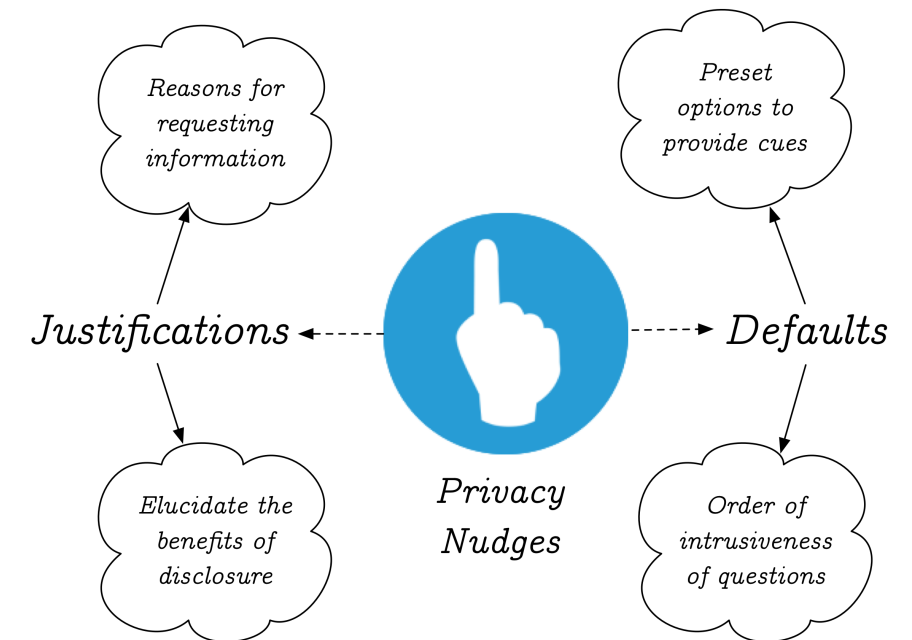 Reasons for
requesting
information
Preset
options to
provide cues
Justifications
Defaults
Privacy
Nudges
Elucidate the
benefits of
disclosure
Order of
intrusiveness
of questions